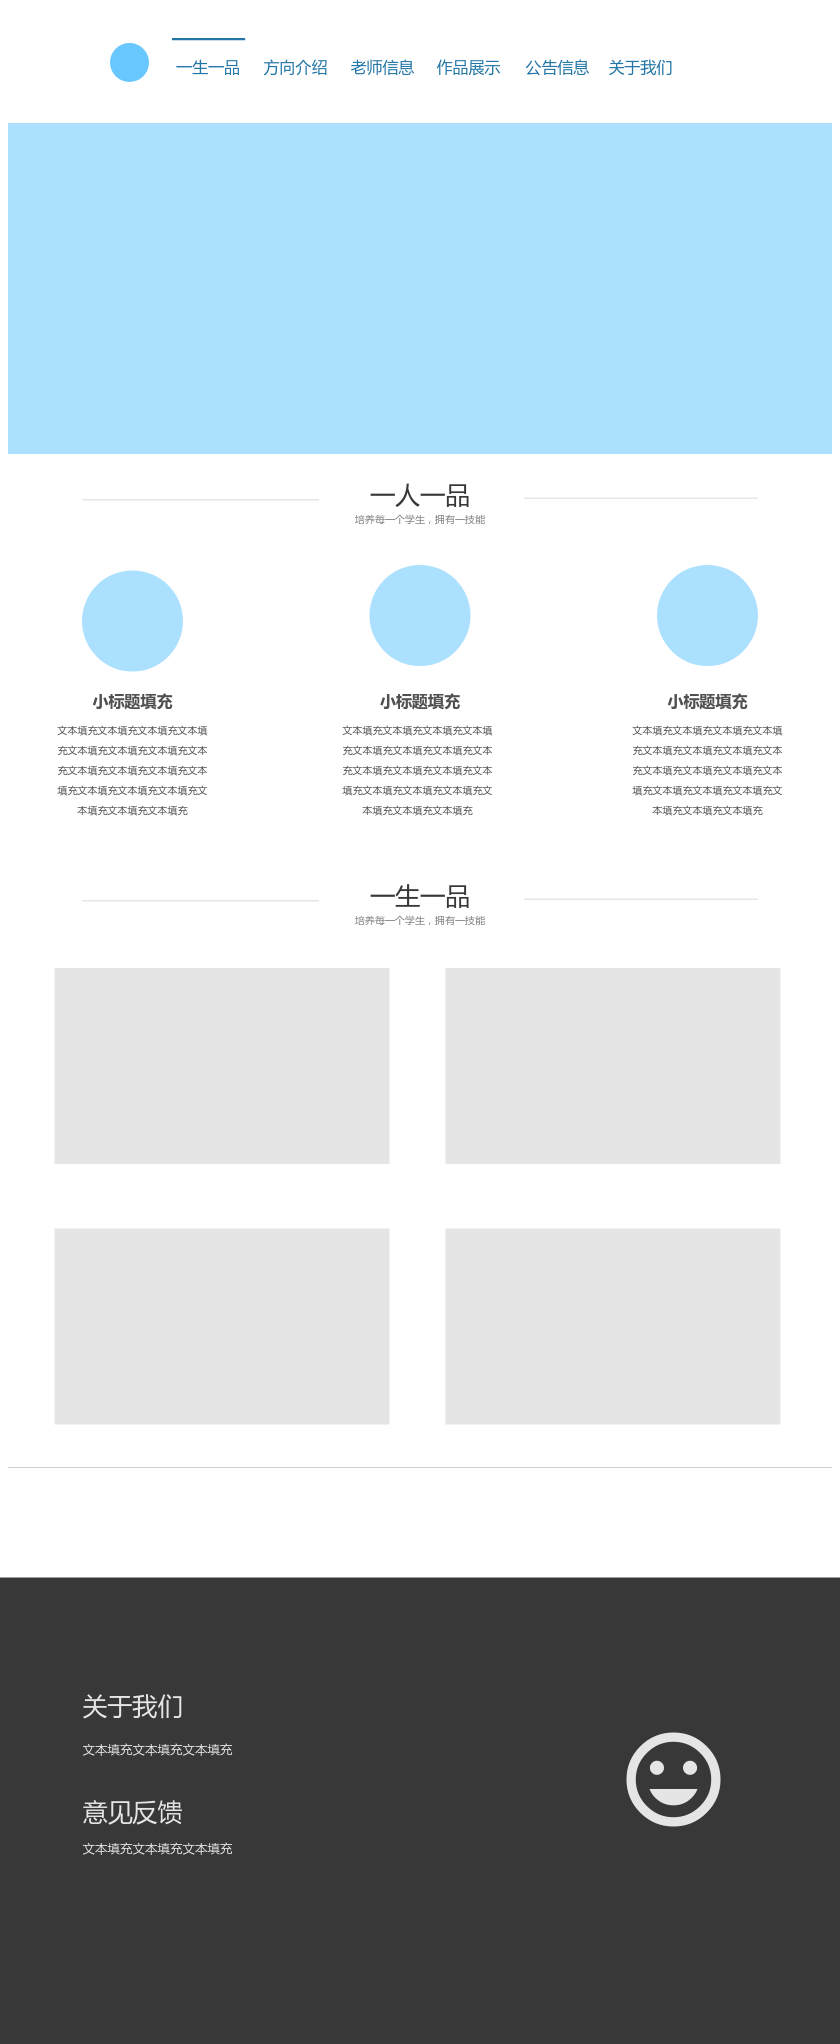 一生一品 方向介绍 老师信息 作品展示 公告信息 关于我们
一人一品
培养每一个学生，拥有一技能
小标题填充
文本填充文本填充文本填充文本填
充文本填充文本填充文本填充文本
充文本填充文本填充文本填充文本
填充文本填充文本填充文本填充文
本填充文本填充文本填充
小标题填充
文本填充文本填充文本填充文本填
充文本填充文本填充文本填充文本
充文本填充文本填充文本填充文本
填充文本填充文本填充文本填充文
本填充文本填充文本填充
小标题填充
文本填充文本填充文本填充文本填
充文本填充文本填充文本填充文本
充文本填充文本填充文本填充文本
填充文本填充文本填充文本填充文
本填充文本填充文本填充
一生一品
培养每一个学生，拥有一技能
关于我们
文本填充文本填充文本填充
意见反馈
文本填充文本填充文本填充